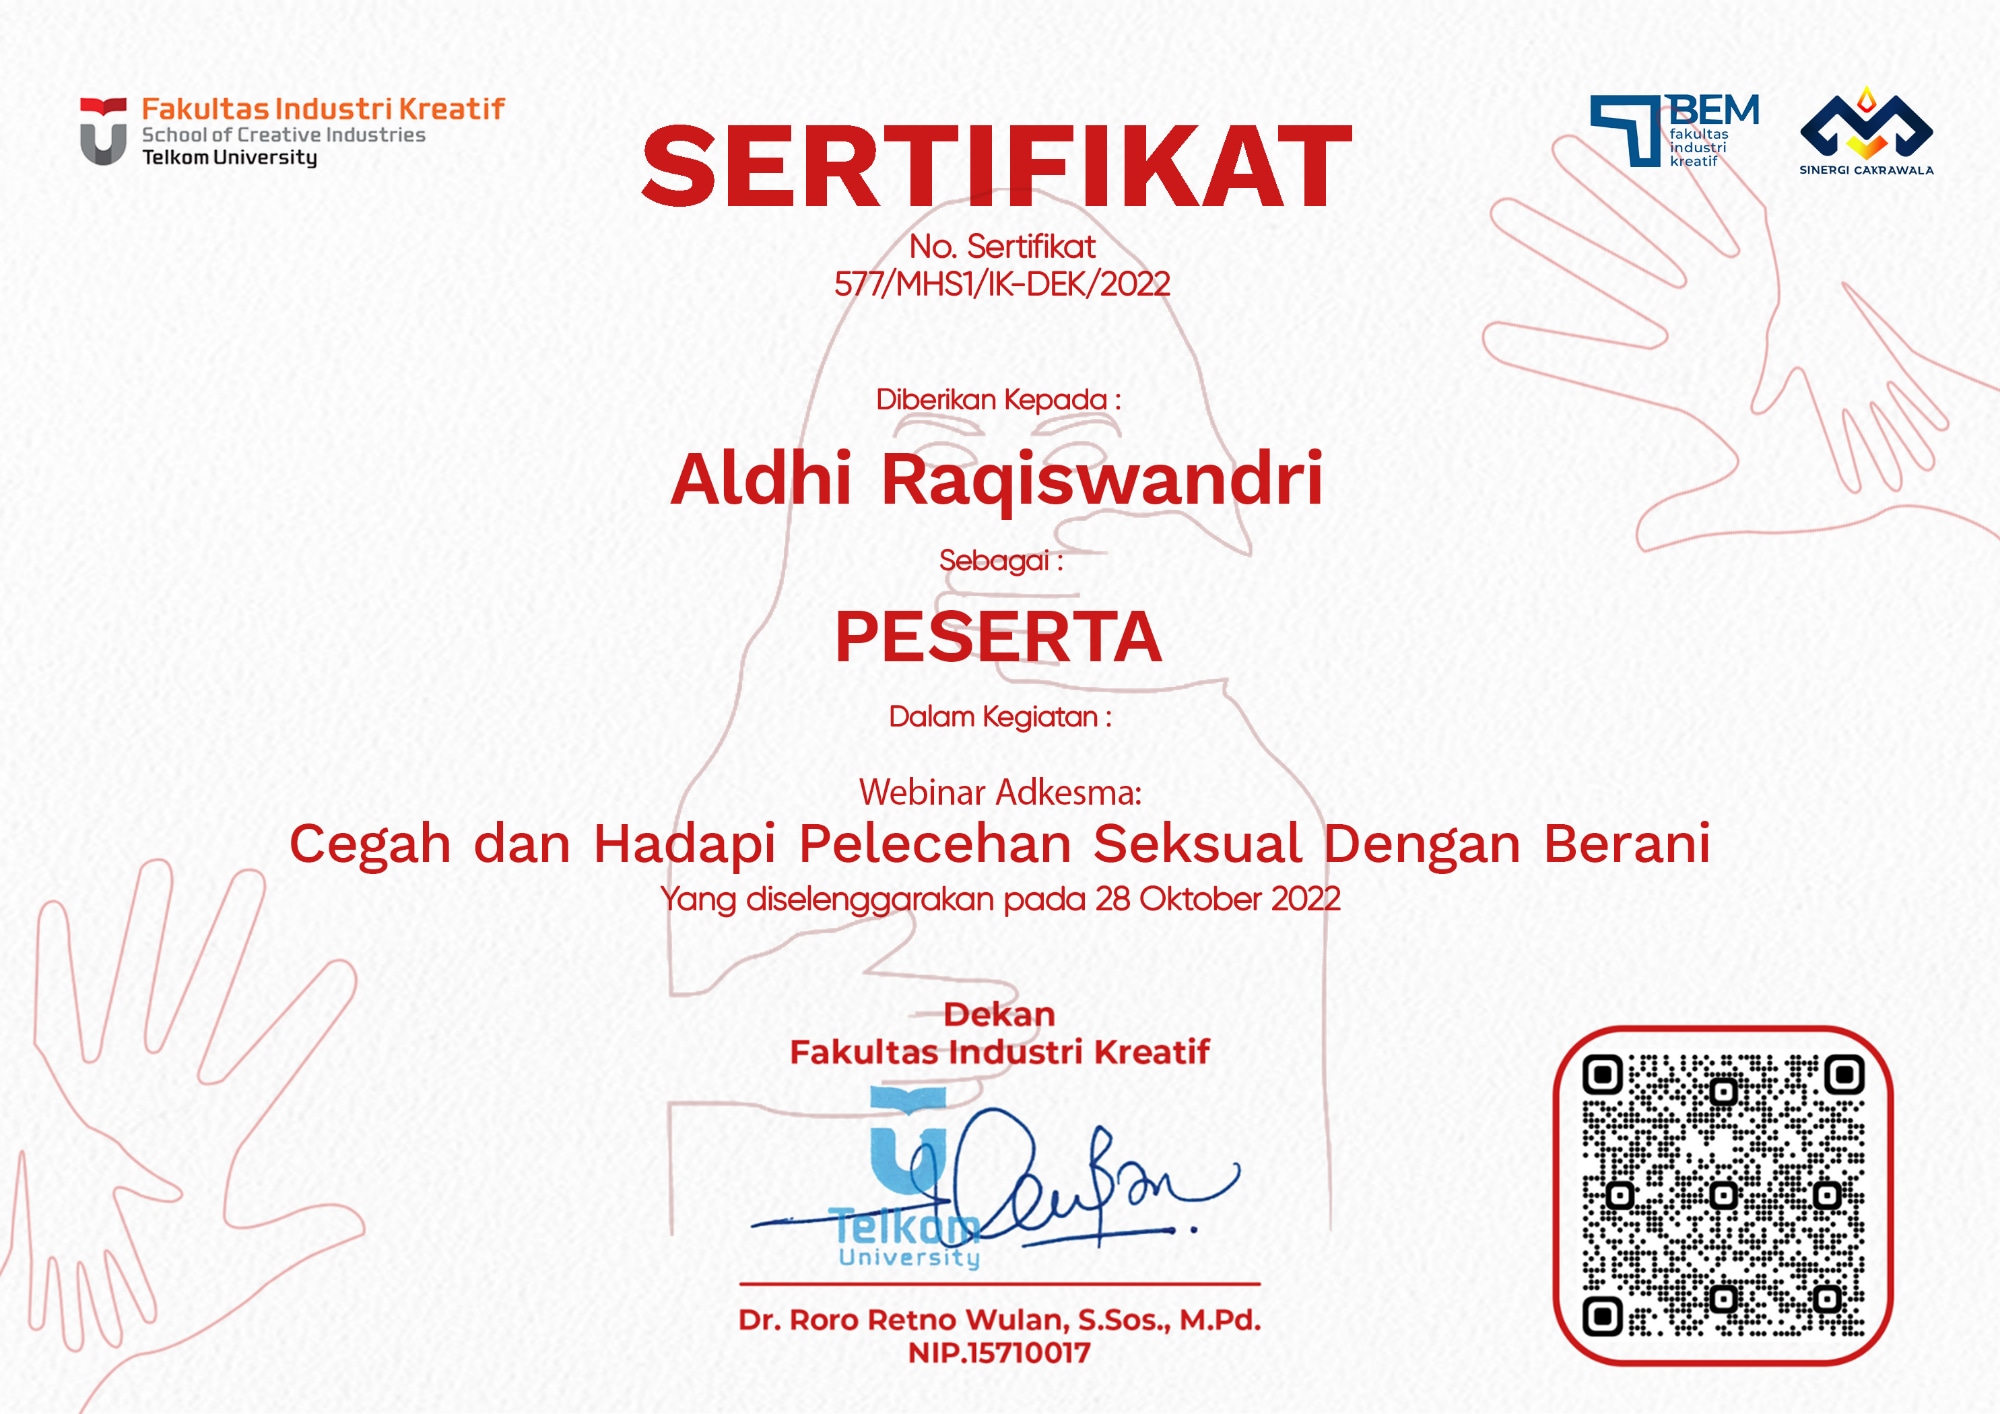 Fakultas Industri Kreatif
School of Creative Industries
Telkom University
BEM
fakultas
industri
kreatif
SINERGI CAKRAWALA
SERTIFIKAT
No. Sertifikat
577/MHS1/IK-DEK/2022
Diberikan Kepada :
Aldhi Raqiswandri
Sebagai :
PESERTA
Dalam Kegiatan :
Webinar Adkesma:
Cegah dan Hadapi Pelecehan Seksual Dengan Berani
Yang diselenggarakan pada 28 Oktober 2022
Dekan
Fakultas Industri Kreatif
Telkom
University
Dr. Roro Retno Wulan, S.Sos., M.Pd.
NIP.15710017